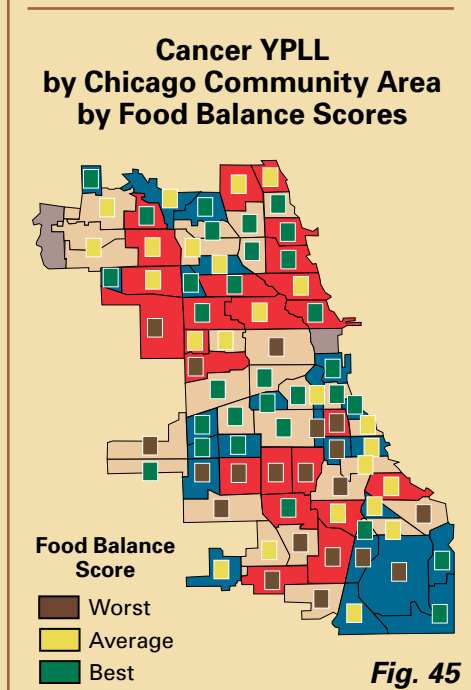 Cancer YPLL
by Chicago Community Area
by Food Balance Scores
Food Balance
Score
Worst
Average
Best
Fig. 45